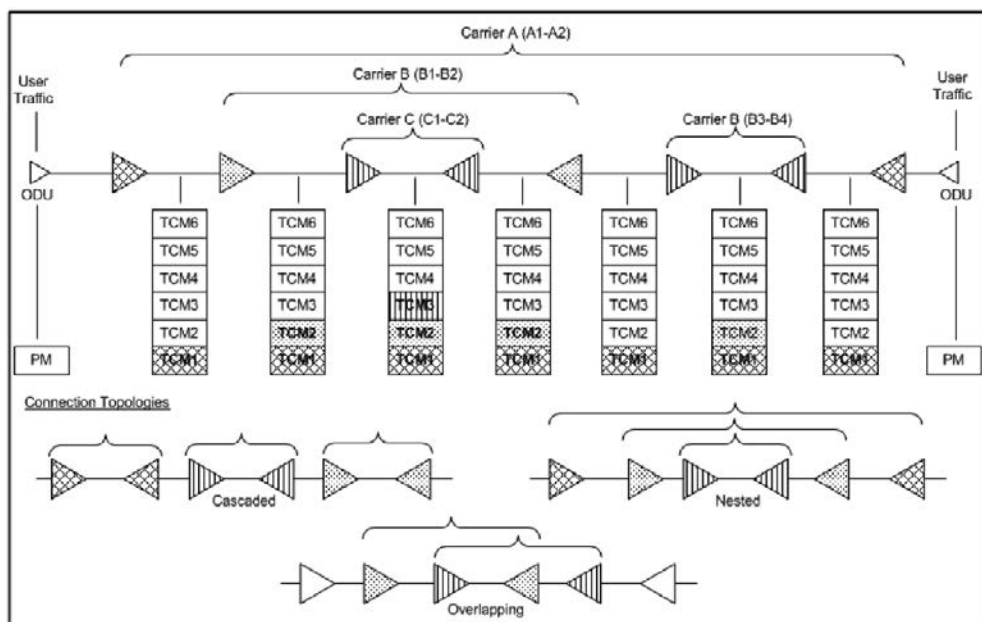 Carrier A (A1-A2)
User
Traffic
Carrier B (B1-B2)
User
Traffic
Carrier C (C1-C2)
Carrier B (B3-B4)
ODU
ODU
TCM6 TCM6 TCM6 TCM6 TCM6 TCM6 TCM6
TCM5 TCM5 TCM5 TCM5 TCM5 TCM5 TCM5
TCM4 TCM4 TCM4 TCM4 TCM4 TCM4 TCM4
TCM3 TCM3 TCM3 TCM3 TCM3 TCM3 TCM3
TCM2 TCM2 TCM2 TCM2 TCM2 TCM2 TCM2
PM TCM1 TCM1 TCM1 TCM1 TCM1 TCM1 TCM1 PM
Connection Topologies
Cascaded
Nested
Overlapping